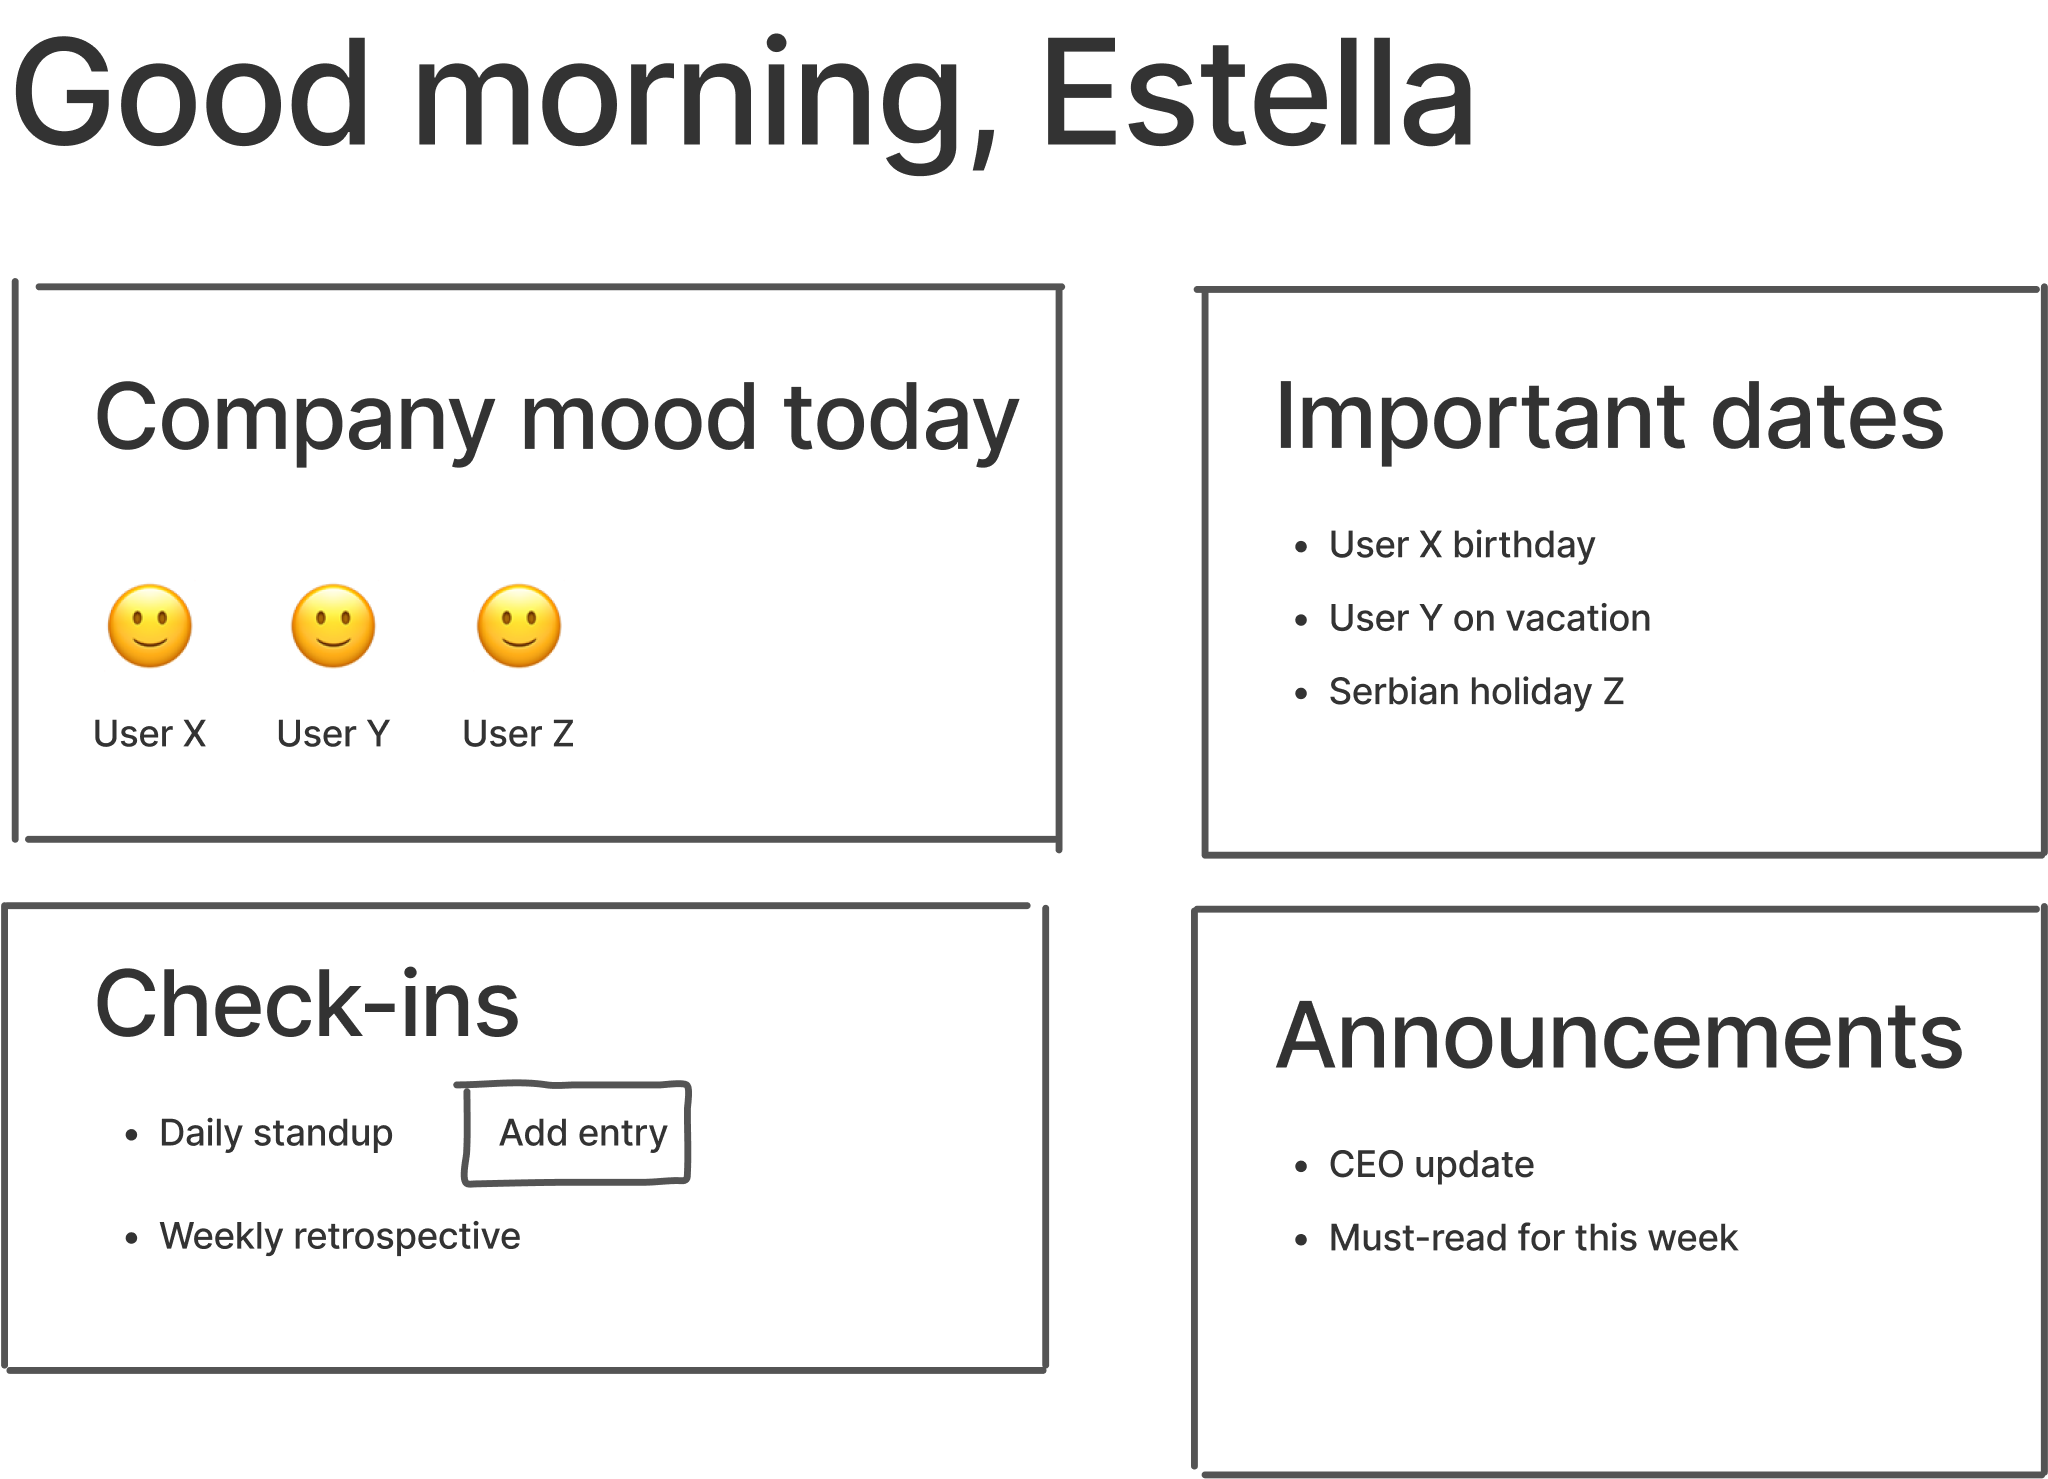 Good morning, Estella
Company mood today
User X
User Y
User Z
Important dates
User X birthday
User Y on vacation
Serbian holiday Z
Check-ins
Daily standup
Add entry
Weekly retrospective
Announcements
CEO update
Must-read for this week